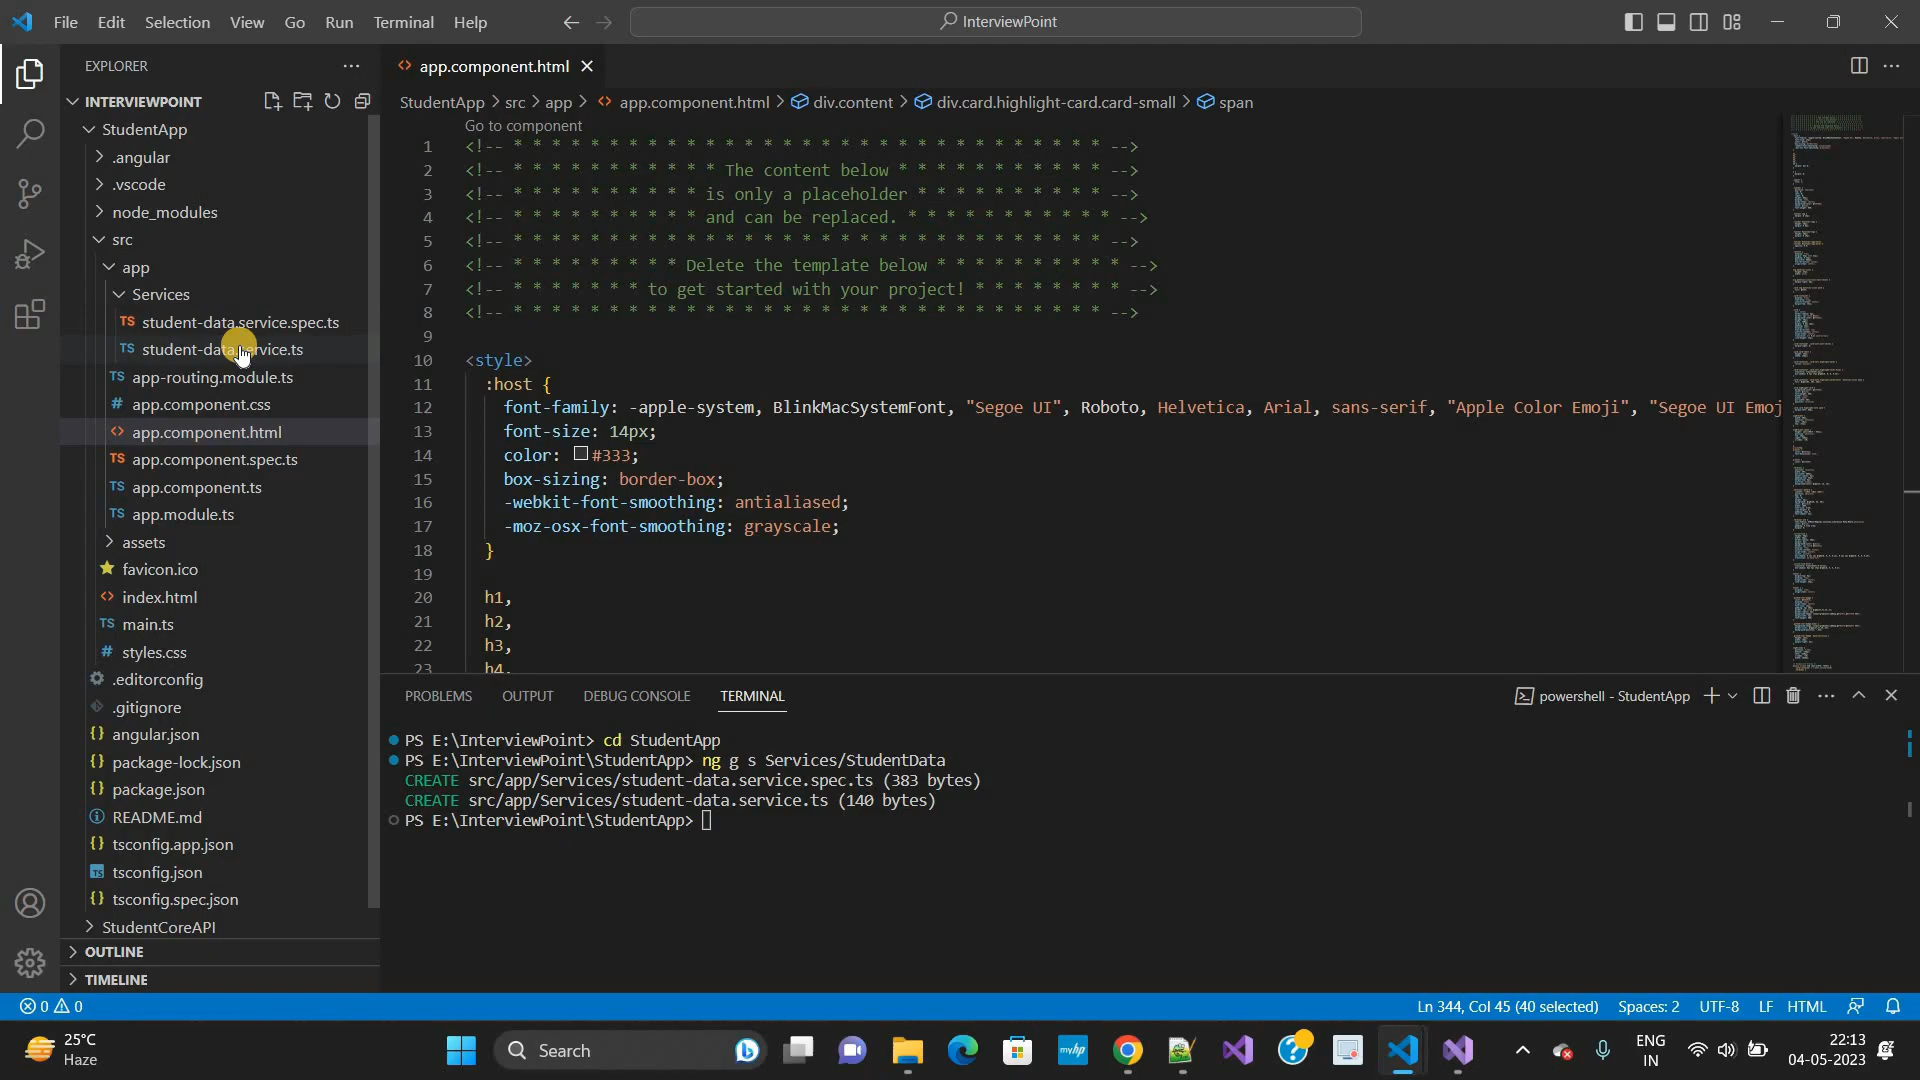 File Edit Selection View Go Run Terminal Help
InterviewPoint
EXPLORER
INTERVIEWPOINT
StudentApp
.angular
.vscode
node_modules
src
app
Services
TS student-data.service.spec.ts
TS student-data.service.ts
TS app-routing.module.ts
# app.component.css
<> app.component.html
TS app.component.spec.ts
TS app.component.ts
TS app.module.ts
assets
favicon.ico
<> index.html
TS main.ts
# styles.css
.editorconfig
.gitignore
{} angular.json
{} package-lock.json
{} package.json
README.md
{} tsconfig.app.json
TS tsconfig.json
{} tsconfig.spec.json
StudentCoreAPI
OUTLINE
TIMELINE
<> app.component.html
StudentApp > src > app > <> app.component.html > div.content > div.card.highlight-card.card-small > span
Go to component
1 <!-- * * * * * * * * * * * * * * * * * * * * * * * * * * * * * * * -->
2 <!-- * * * * * * * * * * * The content below * * * * * * * * * * * -->
3 <!-- * * * * * * * * * * is only a placeholder * * * * * * * * * * -->
4 <!-- * * * * * * * * * * and can be replaced. * * * * * * * * * * * -->
5 <!-- * * * * * * * * * * * * * * * * * * * * * * * * * * * * * * * -->
6 <!-- * * * * * * * * * Delete the template below * * * * * * * * * * -->
7 <!-- * * * * * * * to get started with your project! * * * * * * * * -->
8 <!-- * * * * * * * * * * * * * * * * * * * * * * * * * * * * * * * -->
9
10 <style>
11 :host {
12 font-family: -apple-system, BlinkMacSystemFont, "Segoe UI", Roboto, Helvetica, Arial, sans-serif, "Apple Color Emoji", "Segoe UI Emoj
13 font-size: 14px;
14 color: #333;
15 box-sizing: border-box;
16 -webkit-font-smoothing: antialiased;
17 -moz-osx-font-smoothing: grayscale;
18 }
19
20 h1,
21 h2,
22 h3,
23 h4,
PROBLEMS OUTPUT DEBUG CONSOLE TERMINAL
powershell - StudentApp
PS E:\InterviewPoint> cd StudentApp
PS E:\InterviewPoint\StudentApp> ng g s Services/StudentData
CREATE src/app/Services/student-data.service.spec.ts (383 bytes)
CREATE src/app/Services/student-data.service.ts (140 bytes)
PS E:\InterviewPoint\StudentApp>
0 0
Ln 344, Col 45 (40 selected) Spaces: 2 UTF-8 LF HTML
25°C
Haze
Search
myhp
ENG
IN
22:13
04-05-2023